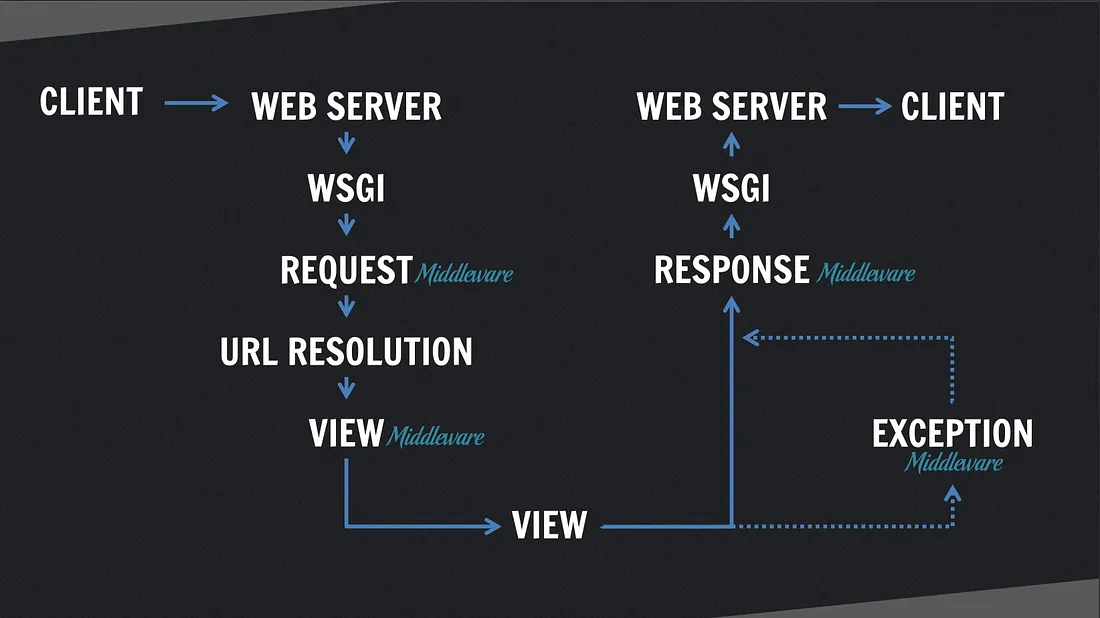 CLIENT
WEB SERVER
WSGI
REQUEST Middleware
URL RESOLUTION
VIEW Middleware
VIEW
WEB SERVER
CLIENT
WSGI
RESPONSE Middleware
EXCEPTION
Middleware